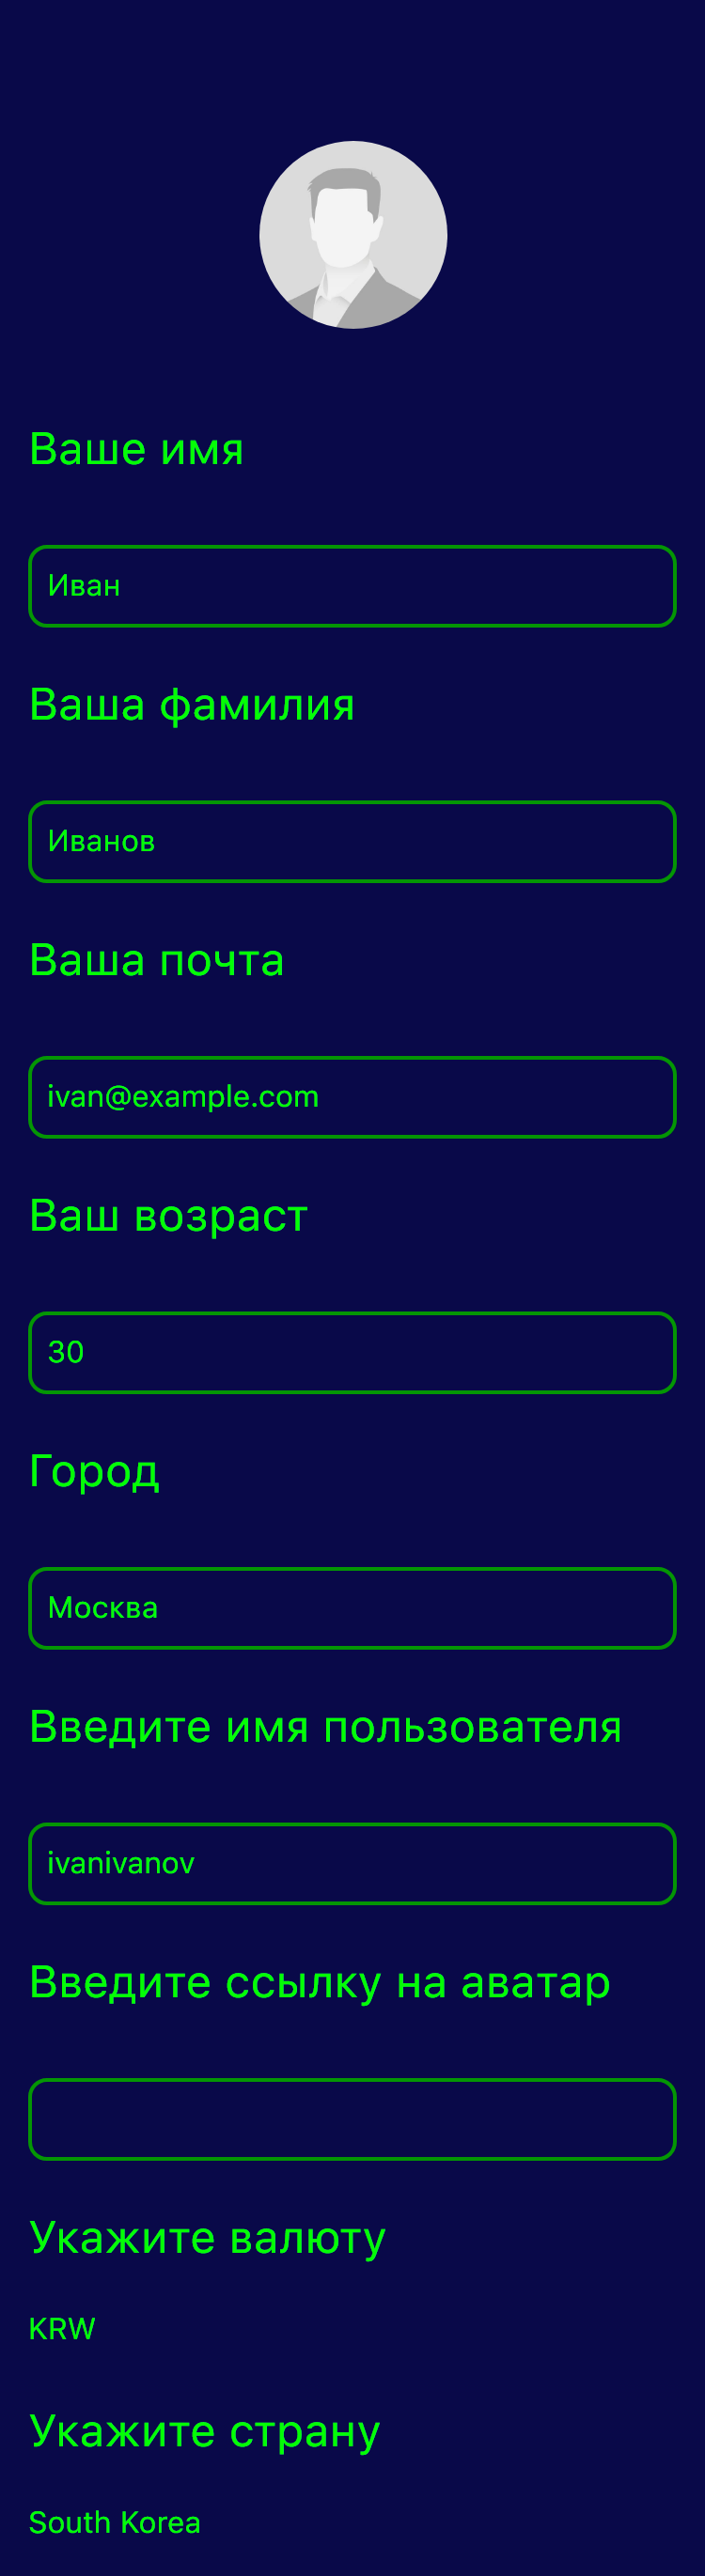 Ваше имя
Иван
Ваша фамилия
Иванов
Ваша почта
ivan@example.com
Ваш возраст
30
Город
Москва
Введите имя пользователя
ivanivanov
Введите ссылку на аватар
Укажите валюту
KRW
Укажите страну
South Korea